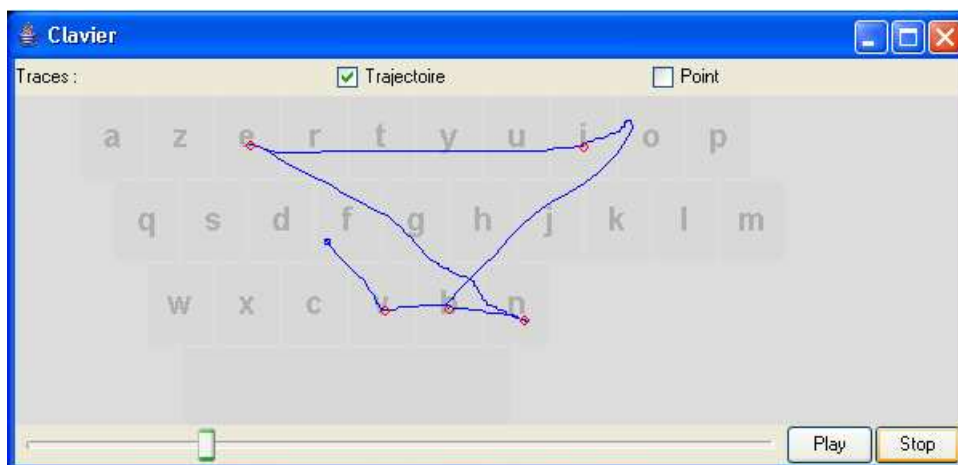 Clavier
Traces : Trajectoire Point
a z e r t y u i o p
q s d f g h j k l m
w x c v b n
Play Stop